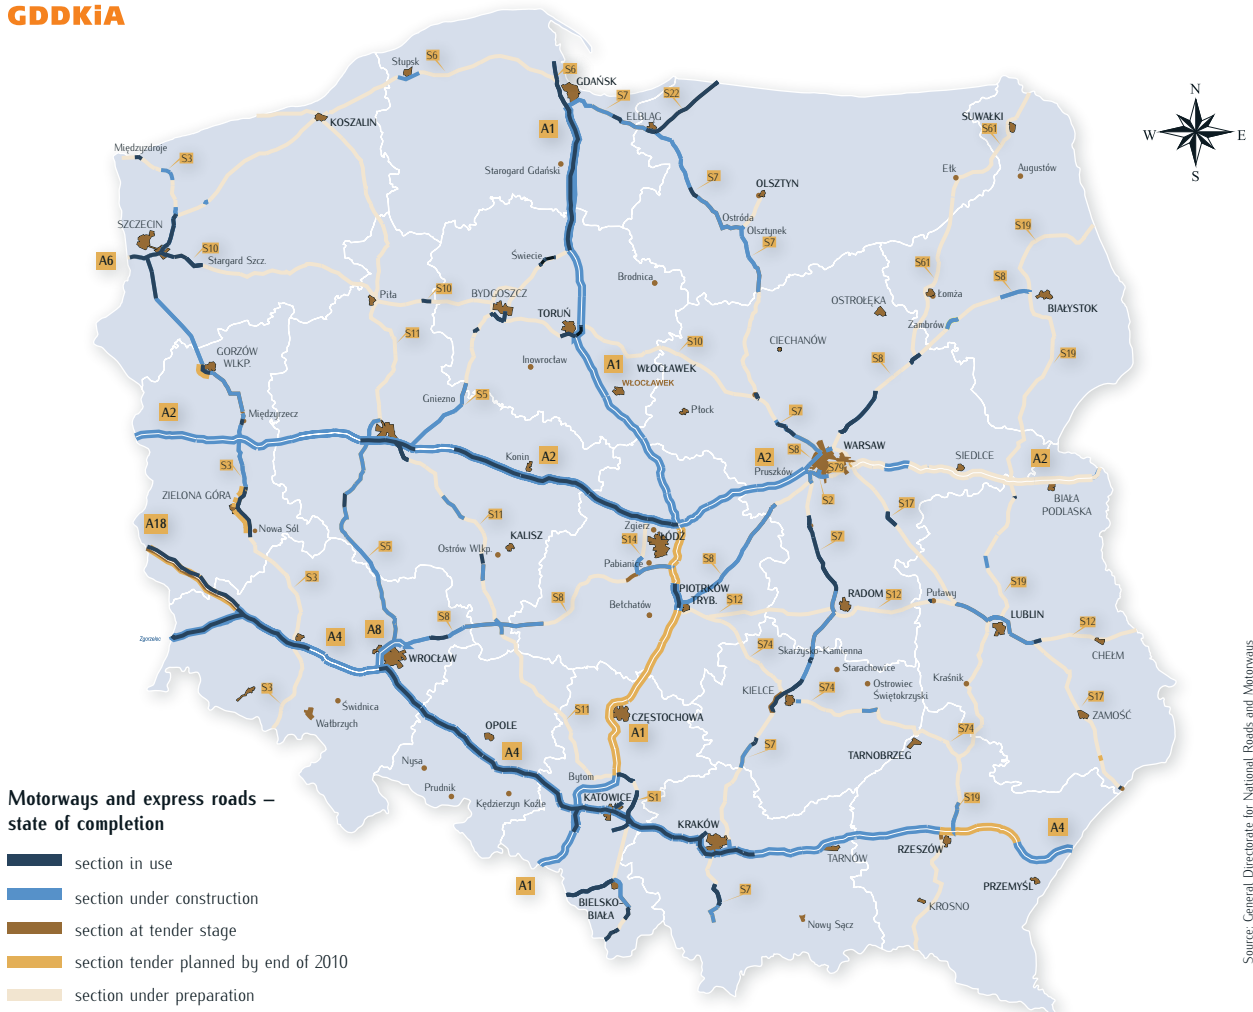 GDDKiA
S6
Słupsk
S6
GDAŃSK
S7
S22
ELBLĄG
KOSZALIN
A1
SUWAŁKI
S61
N
W
E
S
Międzyzdroje
S3
Starogard Gdański
S7
OLSZTYN
Ełk
Augustów
SZCZECIN
Ostróda
Olsztynek
S7
S19
A6
S10
Stargard Szcz.
Świecie
Brodnica
S61
S8
Piła
S10
BYDGOSZCZ
TORUŃ
OSTROŁĘKA
Łomża
BIAŁYSTOK
Zambrów
S11
S10
CIECHANÓW
GORZÓW
WLKP.
Inowrocław
A1
WŁOCŁAWEK
WŁOCŁAWEK
S8
S19
Gniezno
S5
Płock
S7
A2
Międzyrzecz
WARSAW
S8
A2
Pruszków
S79
SIEDLCE
A2
Konin
A2
S3
ZIELONA GÓRA
S2
S17
BIAŁA
PODLASKA
A18
Nowa Sól
S11
KALISZ
Zgierz
S14
ŁÓDŹ
S7
S5
Ostrów Wlkp.
Pabianice
S8
S3
PIOTRKÓW
TRYB.
S12
RADOM
S12
Puławy
S19
S8
Bełchatów
LUBLIN
S12
Zgorzelec
A4
A8
S8
WROCŁAW
S74
Skarżysko-Kamienna
CHEŁM
Starachowice
S3
KIELCE
S74
Ostrowiec
Świętokrzyski
Kraśnik
S17
ZAMOŚĆ
Świdnica
Wałbrzych
S11
CZĘSTOCHOWA
A1
OPOLE
A4
S7
TARNOBRZEG
S74
Nysa
Prudnik
Kędzierzyn Koźle
Bytom
KATOWICE
S1
S19
KRAKÓW
A4
TARNÓW
RZESZÓW
A1
BIELSKO-
BIAŁA
S7
PRZEMYŚL
KROSNO
Nowy Sącz
Motorways and express roads –
state of completion
section in use
section under construction
section at tender stage
section tender planned by end of 2010
section under preparation
Source: General Directorate for National Roads and Motorways